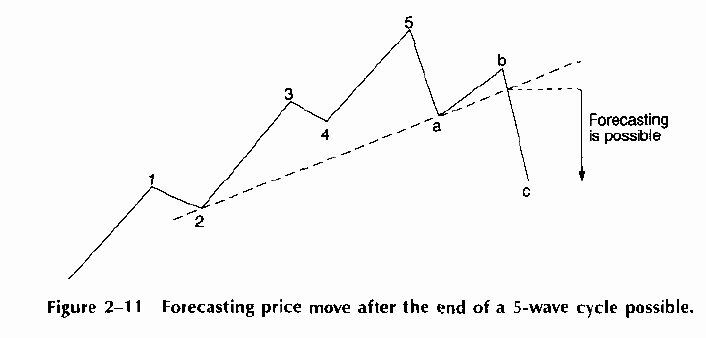 5
b
3
a
4
Forecasting
is possible
1
2
c
Figure 2–11 Forecasting price move after the end of a 5-wave cycle possible.